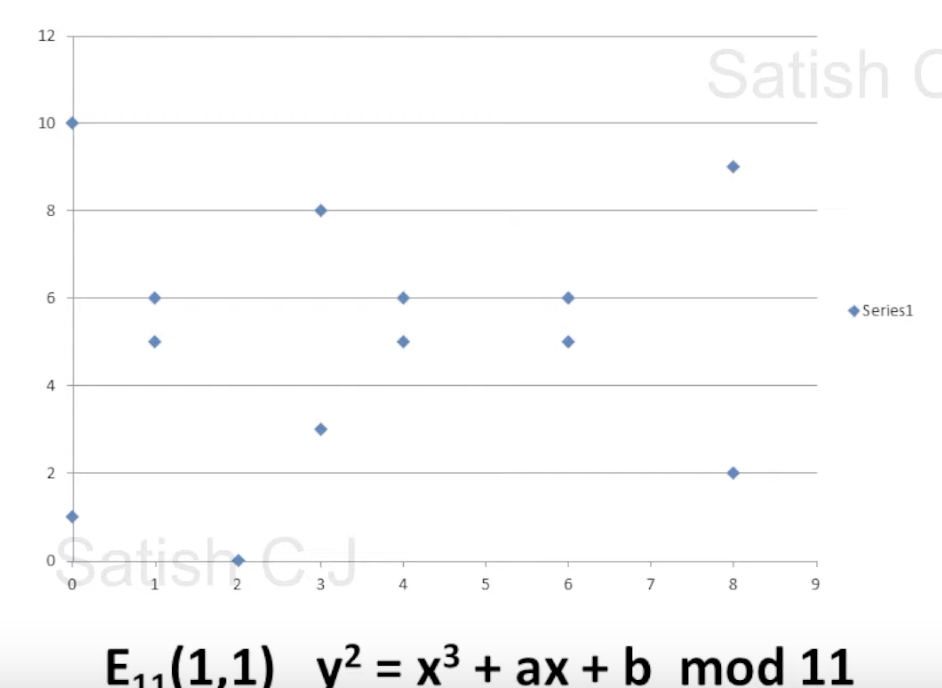 12
Satish C
10
8
6
Series1
4
2
0
Satish C J
0 1 2 3 4 5 6 7 8 9
E₁₁(1,1) y² = x³ + ax + b mod 11